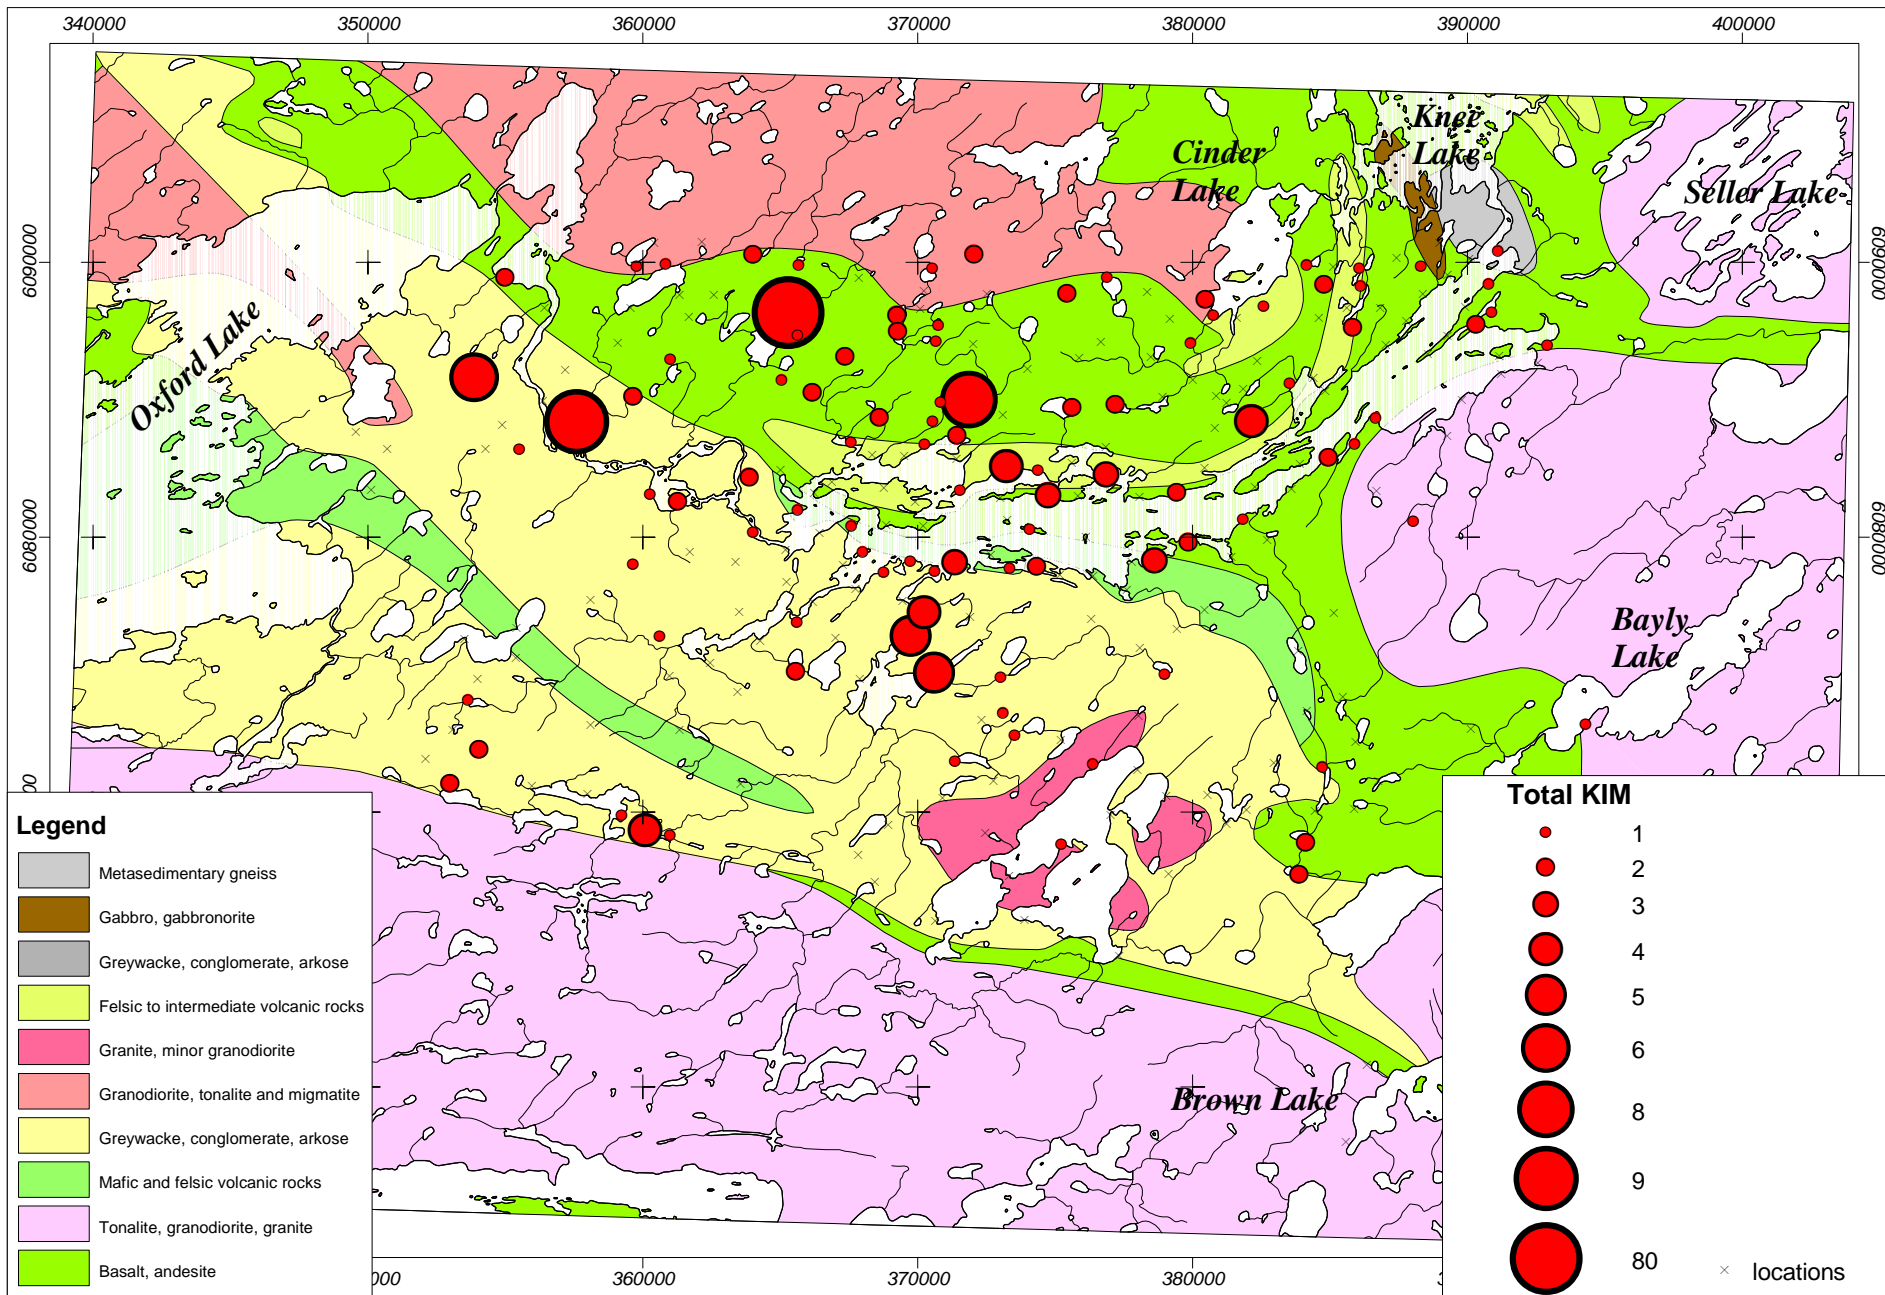 340000 350000 360000 370000 380000 390000 400000
Knee
Lake
Cinder
Lake
Seller Lake
6090000
6090000
Oxford Lake
6080000
6080000
Bayly
Lake
Brown Lake
Legend
Metasedimentary gneiss
Gabbro, gabbronorite
Greywacke, conglomerate, arkose
Felsic to intermediate volcanic rocks
Granite, minor granodiorite
Granodiorite, tonalite and migmatite
Greywacke, conglomerate, arkose
Mafic and felsic volcanic rocks
Tonalite, granodiorite, granite
Basalt, andesite
Total KIM
1
2
3
4
5
6
8
9
80
locations
360000 370000 380000